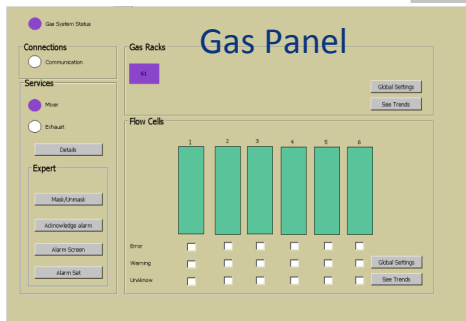 Gas System Status
Gas Panel
Connections
Communication
Services
Mixer
Exhaust
Details
Expert
Mask/Unmask
Acknowledge alarm
Alarm Screen
Alarm Set
Gas Racks
61
Global Settings
See Trends
Flow Cells
1 2 3 4 5 6
Error
Warning
UnAknow
Global Settings
See Trends